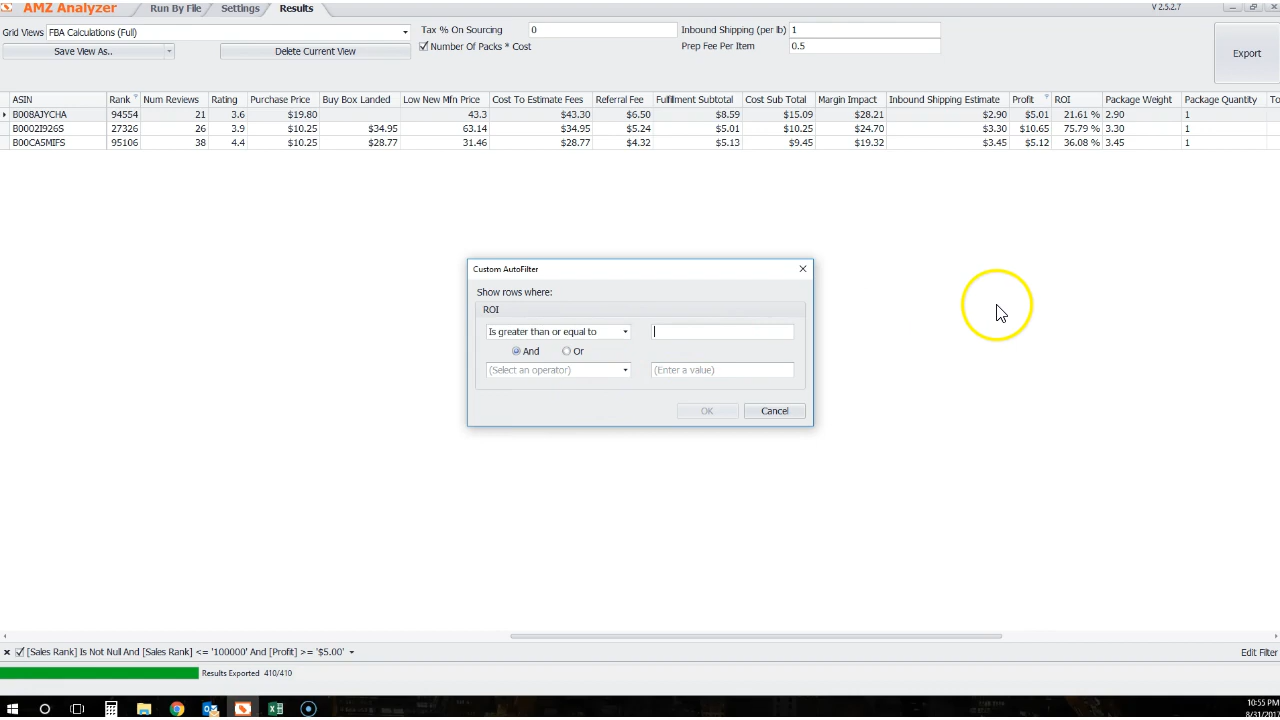 AMZ Analyzer Run By File Settings Results V 2.5.2.7
Grid Views FBA Calculations (Full) Tax % On Sourcing 0 Inbound Shipping (per lb) 1
Save View As.. Delete Current View Number Of Packs * Cost Prep Fee Per Item 0.5
Export
ASIN Rank Num Reviews Rating Purchase Price Buy Box Landed Low New Mfn Price Cost To Estimate Fees Referral Fee Fulfilment Subtotal Cost Sub Total Margin Impact Inbound Shipping Estimate Profit ROI Package Weight Package Quantity To
B008AJYCHA 94554 21 3.6 $19.80 43.3 $43.30 $6.50 $8.59 $15.09 $28.21 $2.90 $5.01 21.61 % 2.90 1
B0002I926S 27326 26 3.9 $10.25 $34.95 63.14 $34.95 $5.24 $5.01 $10.25 $24.70 $3.30 $10.65 75.79 % 3.30 1
B00CA5MIFS 95106 38 4.4 $10.25 $28.77 31.46 $28.77 $4.32 $5.13 $9.45 $19.32 $3.45 $5.12 36.08 % 3.45 1
Custom AutoFilter
Show rows where:
ROI
Is greater than or equal to
And Or
(Select an operator) (Enter a value)
OK Cancel
[Sales Rank] Is Not Null And [Sales Rank] <= '100000' And [Profit] >= '$5.00' Edit Filter
Results Exported 410/410
10:55 PM
8/31/2017